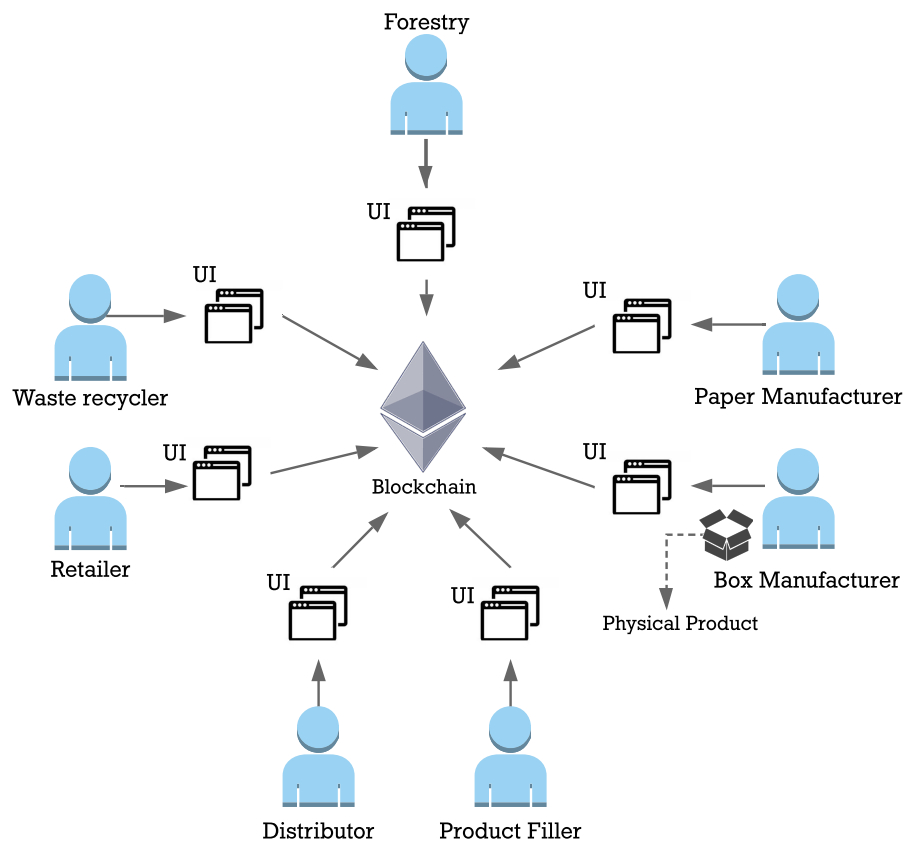 Forestry
UI
UI
UI
Waste recycler
Paper Manufacturer
UI
UI
Blockchain
Retailer
Box Manufacturer
UI
UI
Physical Product
Distributor
Product Filler